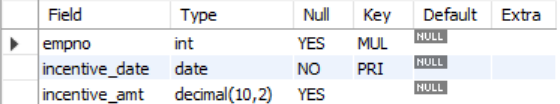 Field Type Null Key Default Extra
empno int YES MUL NULL
incentive_date date NO PRI NULL
incentive_amt decimal(10,2) YES NULL